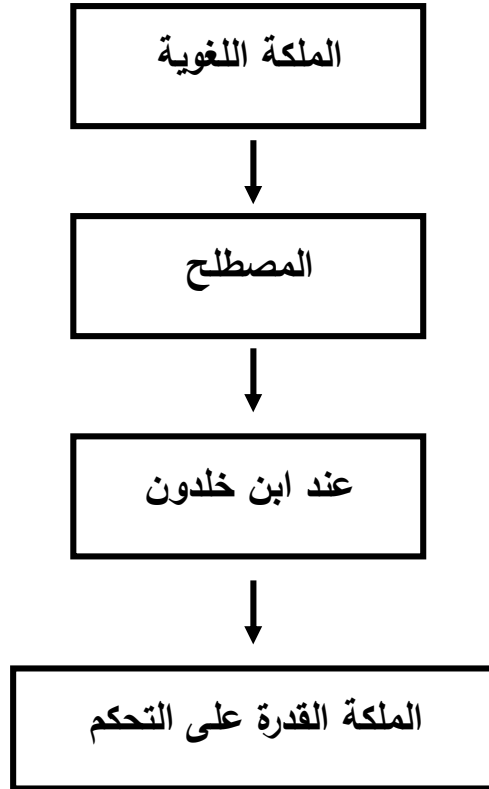 الملكة اللغوية
المصطلح
عند ابن خلدون
الملكة القدرة على التحكم